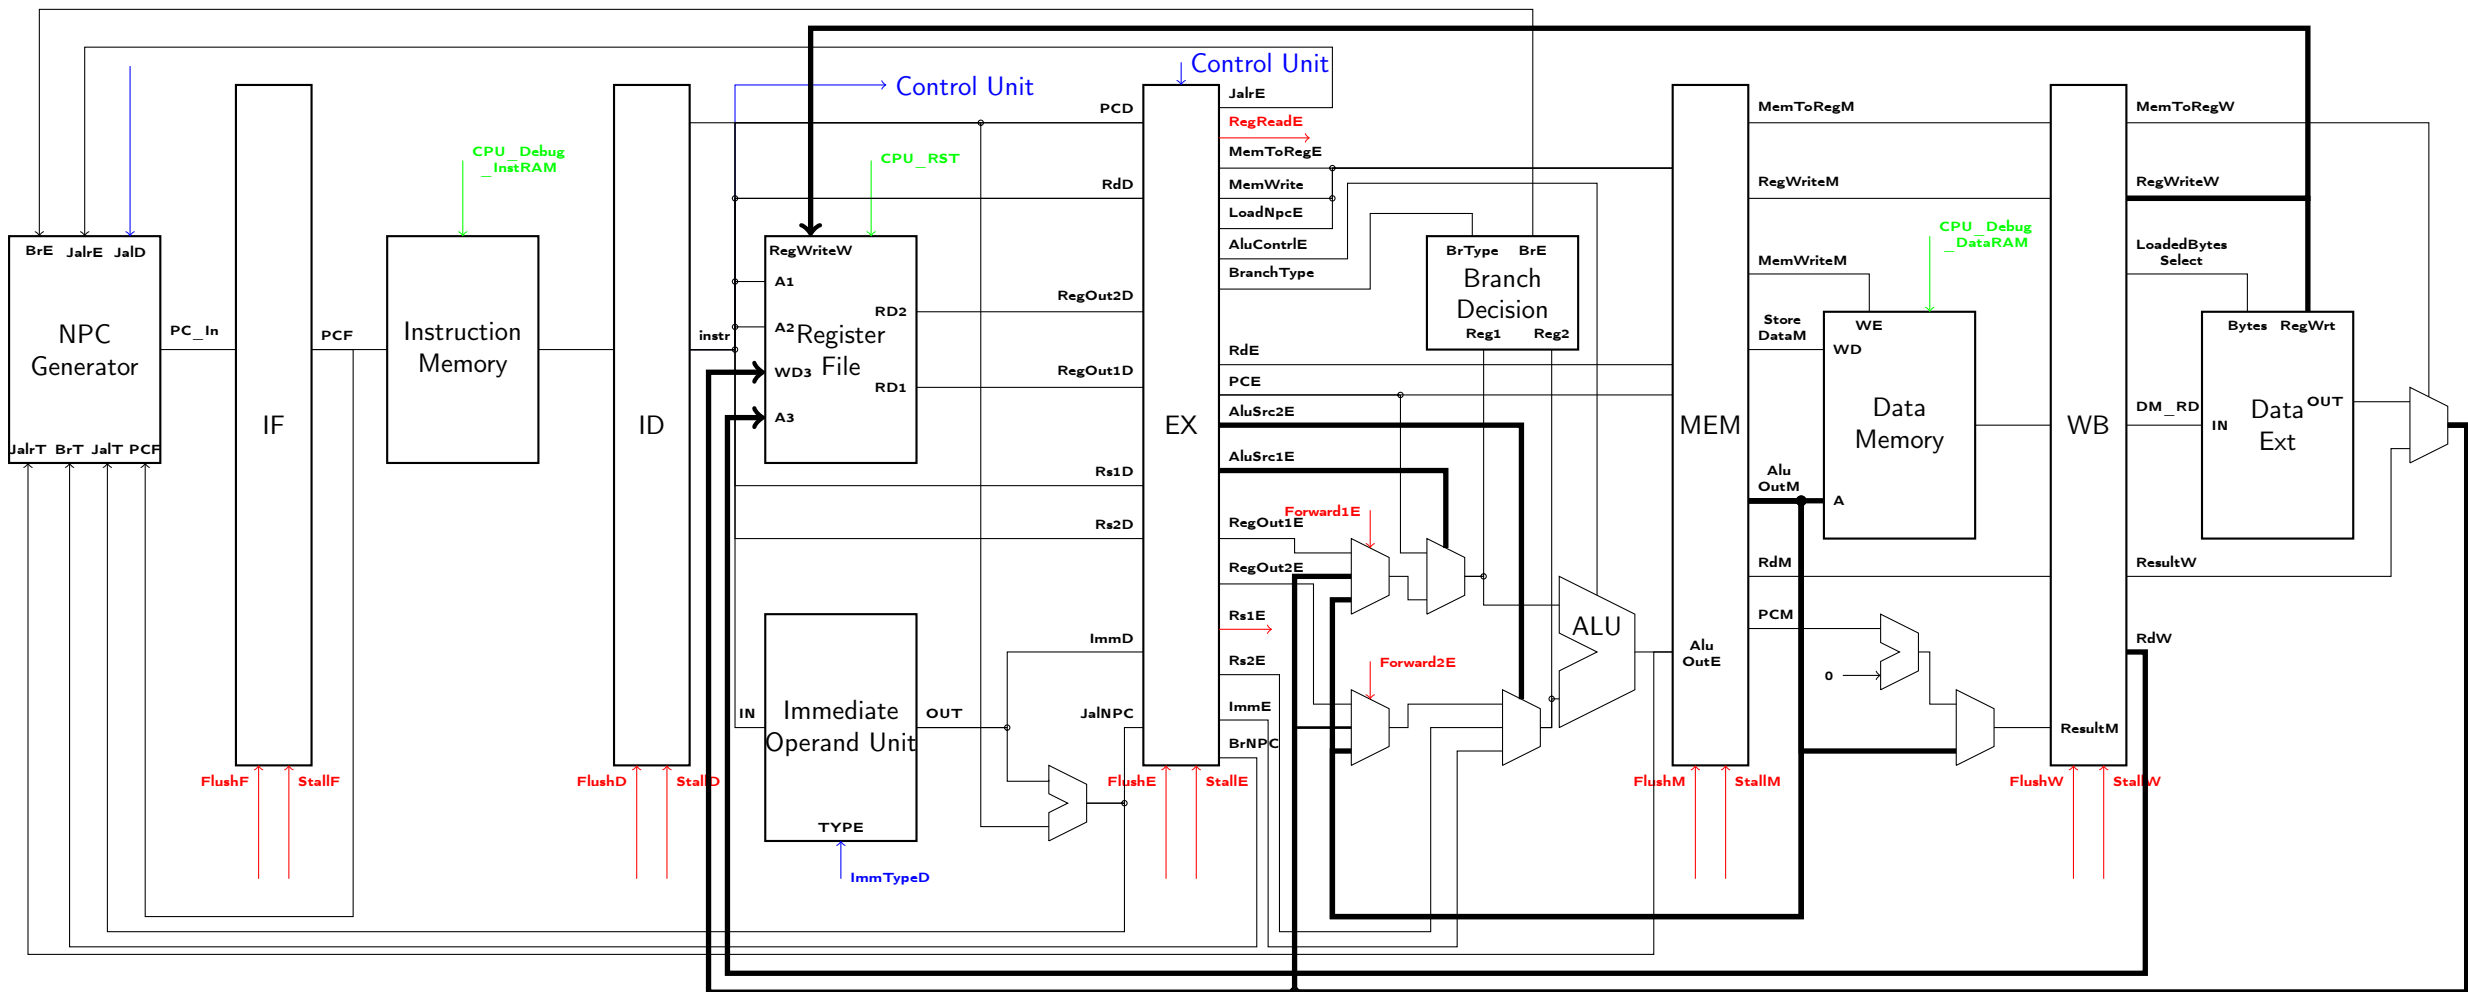 Control Unit
Control Unit
BrE
JalrE
JalD
NPC
Generator
JalrT
BrT
JalT
PCF
PC_In
IF
FlushF
StallF
PCF
CPU_Debug
_InstRAM
Instruction
Memory
ID
FlushD
StallD
instr
CPU_RST
RegWriteW
A1
A2
Register
File
WD3
A3
RD2
RD1
PCD
RdD
RegOut2D
RegOut1D
Rs1D
Rs2D
ImmD
JalNPC
IN
Immediate
Operand Unit
OUT
TYPE
ImmTypeD
EX
FlushE
StallE
JalrE
RegReadE
MemToRegE
MemWrite
LoadNpcE
AluContrlE
BranchType
RdE
PCE
AluSrc2E
AluSrc1E
RegOut1E
RegOut2E
Rs1E
Rs2E
ImmE
BrNPC
Forward1E
Forward2E
BrType
BrE
Branch
Decision
Reg1
Reg2
ALU
Alu
OutE
MEM
FlushM
StallM
MemToRegM
RegWriteM
MemWriteM
Store
DataM
Alu
OutM
RdM
PCM
0
CPU_Debug
_DataRAM
WE
WD
Data
Memory
A
ResultM
WB
FlushW
StallW
MemToRegW
RegWriteW
LoadedBytes
Select
DM_RD
ResultW
RdW
Bytes
RegWrt
OUT
IN
Data
Ext